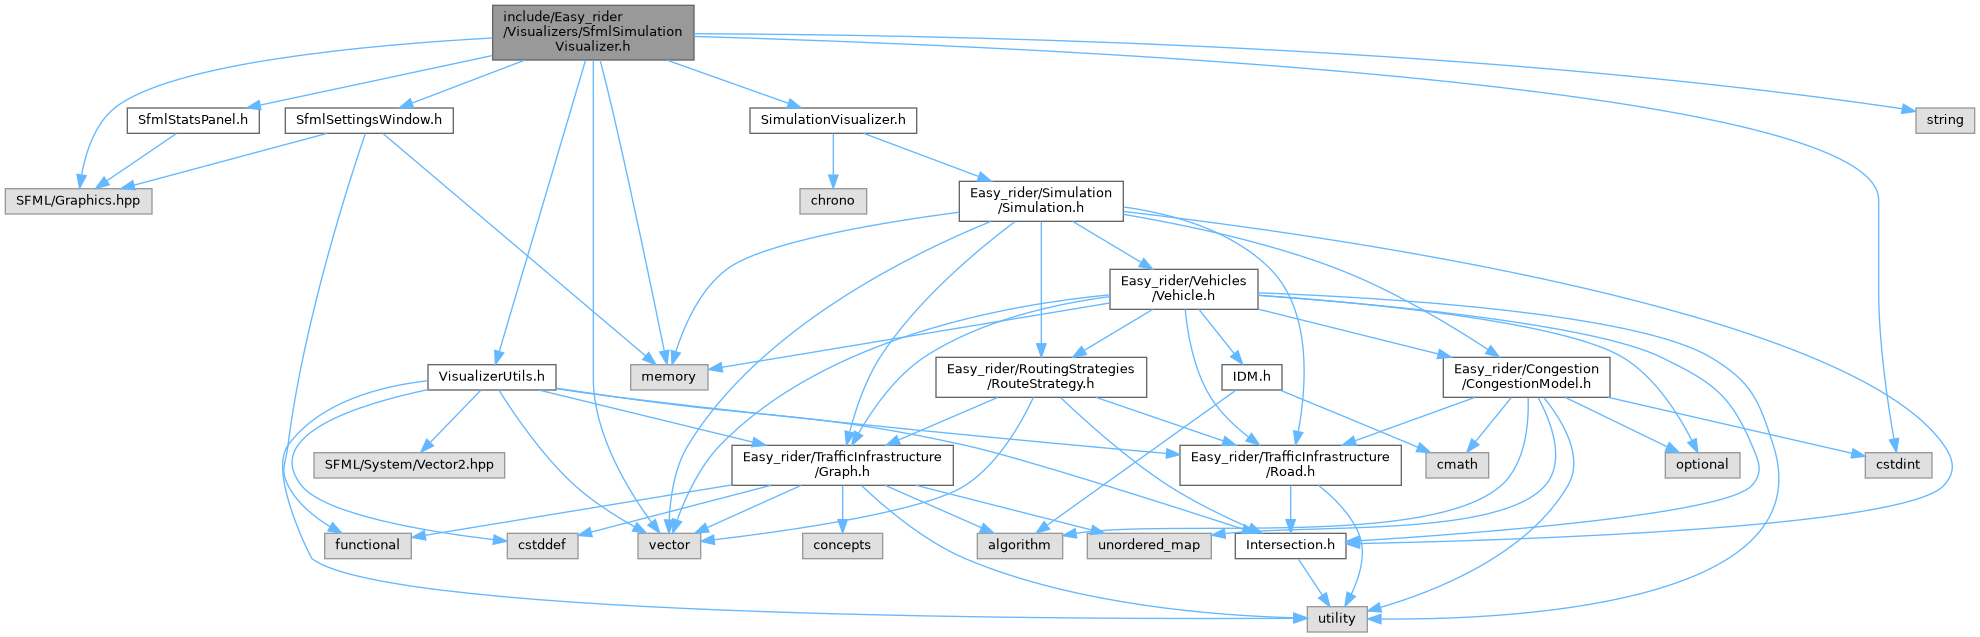 include/Easy_rider
/Visualizers/SfmlSimulation
Visualizer.h
SfmlStatsPanel.h
SfmlSettingsWindow.h
SimulationVisualizer.h
string
SFML/Graphics.hpp
chrono
Easy_rider/Simulation
/Simulation.h
Easy_rider/Vehicles
/Vehicle.h
VisualizerUtils.h
memory
Easy_rider/RoutingStrategies
/RouteStrategy.h
IDM.h
Easy_rider/Congestion
/CongestionModel.h
SFML/System/Vector2.hpp
Easy_rider/TrafficInfrastructure
/Graph.h
Easy_rider/TrafficInfrastructure
/Road.h
cmath
optional
cstdint
functional
cstddef
vector
concepts
algorithm
unordered_map
Intersection.h
utility